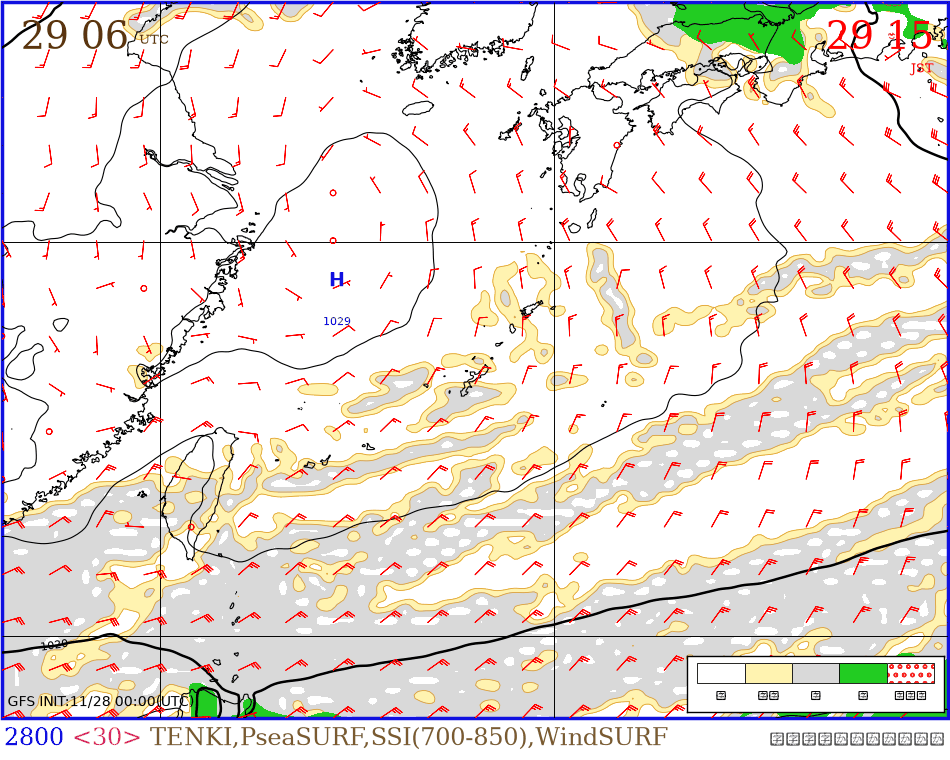 29 06 UTC
29 15 JST
H
1029
1020
GFS INIT:11/28 00:00(UTC)
2800 <30> TENKI,PseaSURF,SSI(700-850),WindSURF